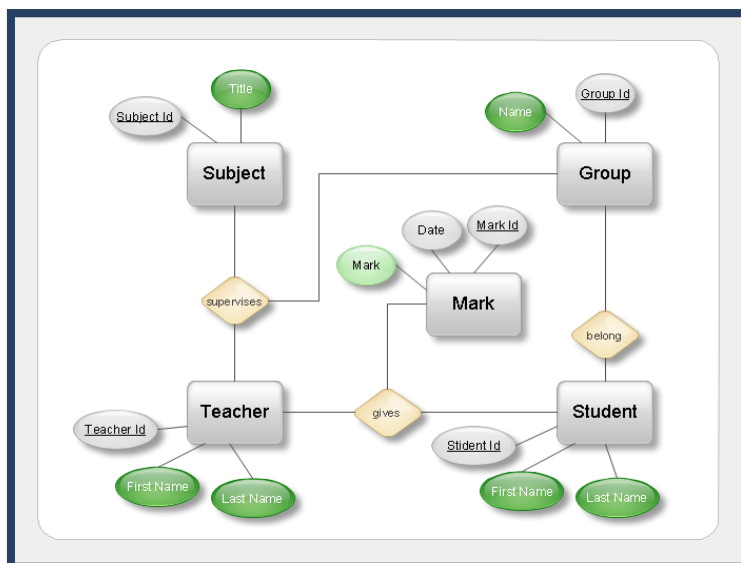 Title
Subject Id
Group Id
Name
Subject
Group
Date
Mark Id
Mark
Mark
supervises
belong
Teacher
gives
Student
Teacher Id
Stident Id
First Name
Last Name
First Name
Last Name